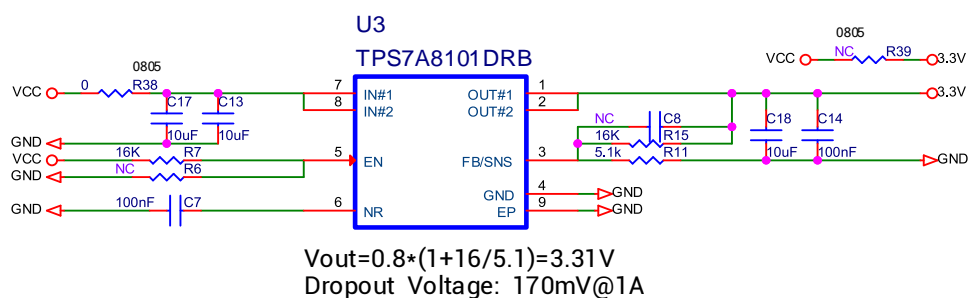 U3
TPS7A8101DRB
0805
0805
VCC NC R39 3.3V
VCC 0 R38 7 IN#1 OUT#1 1 3.3V
8 IN#2 OUT#2 2
C17 C13
10uF 10uF
GND
NC C8
16K R15
C18 C14
10uF 100nF
VCC 16K R7 5 EN FB/SNS 3 5.1k R11 GND
GND NC R6
GND 4 GND
GND 100nF C7 6 NR EP 9 GND
Vout=0.8*(1+16/5.1)=3.31V
Dropout Voltage: 170mV@1A